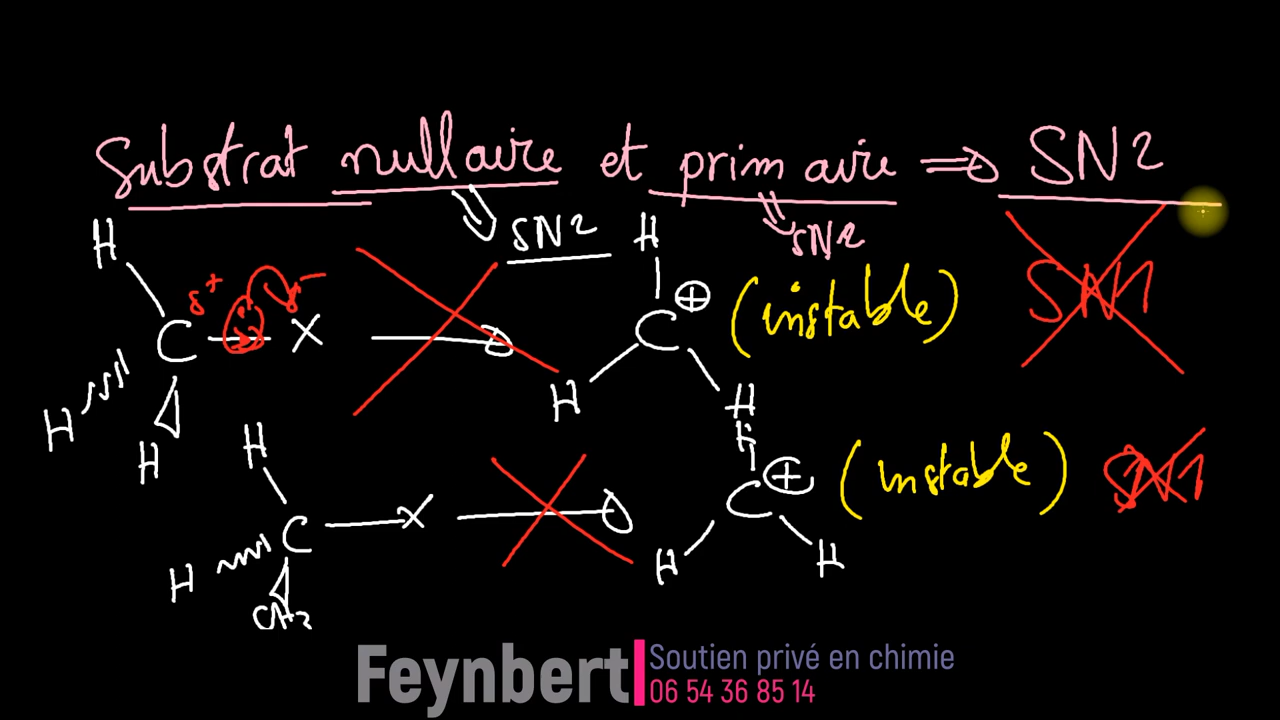 Substrat nullaire et primaire ⇒ SN2
SN2
SN2
H
δ+
δ-
C
X
H
H
H
C
⊕
H
H
(instable)
SN1
H
C
X
H
CH3
H
C
⊕
H
H
(instable)
SN1
Feynbert
Soutien privé en chimie
06 54 36 85 14